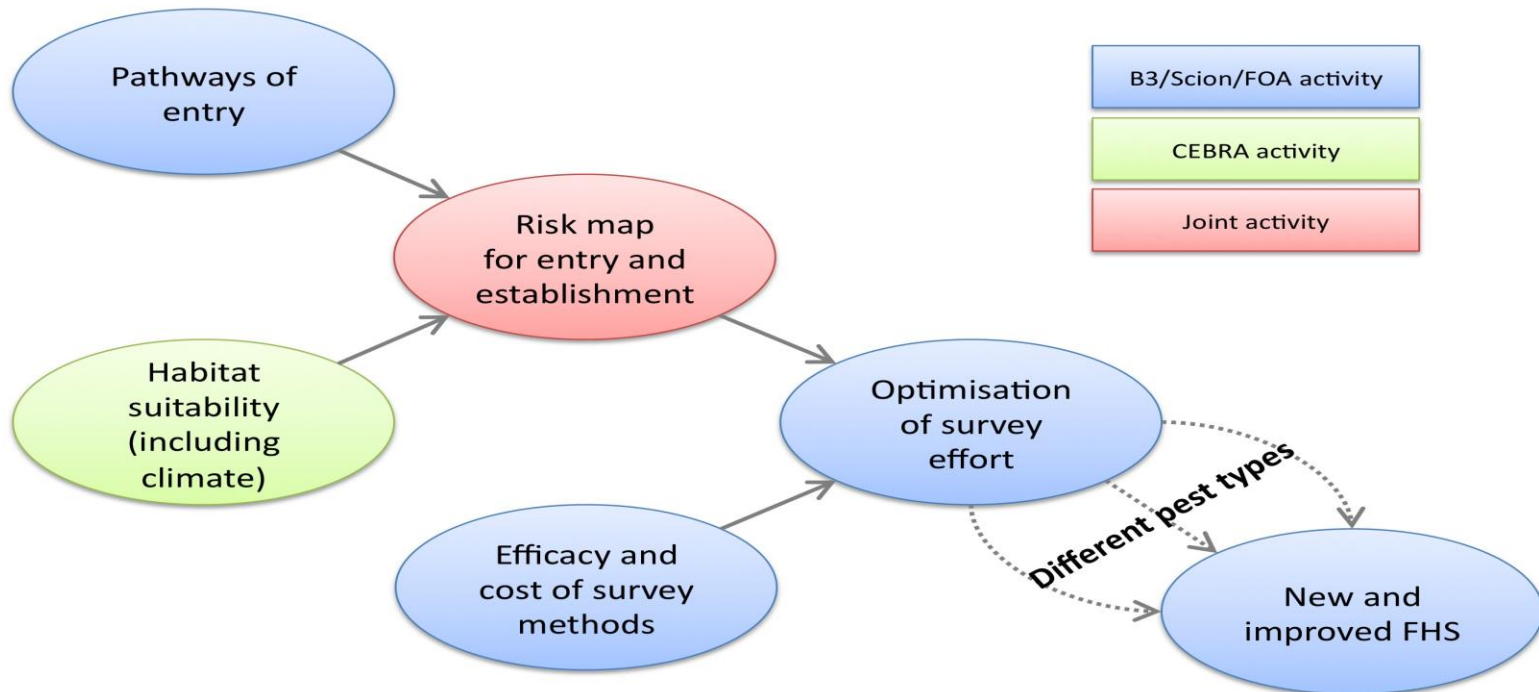 Pathways of
entry
B3/Scion/FOA activity
CEBRA activity
Joint activity
Risk map
for entry and
establishment
Habitat
suitability
(including
climate)
Optimisation
of survey
effort
Different pest types
Efficacy and
cost of survey
methods
New and
improved FHS